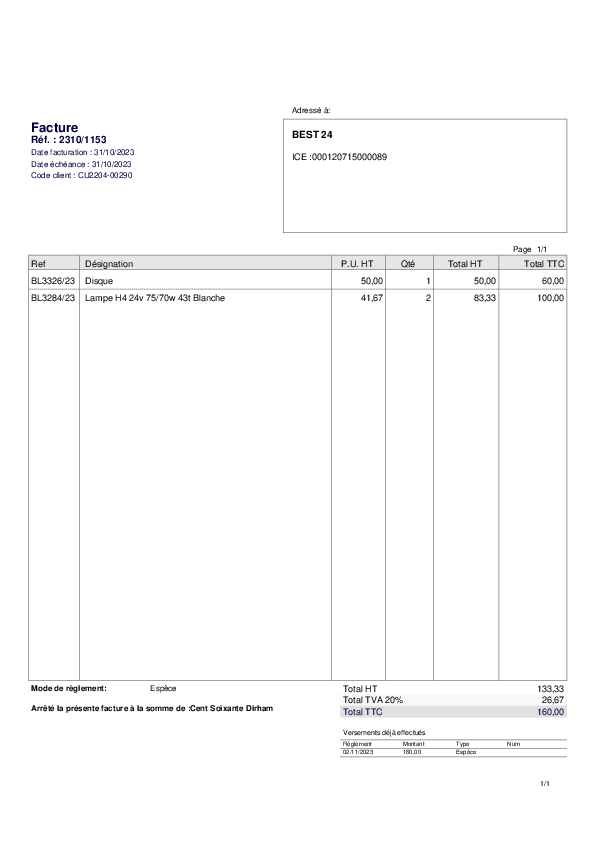 Adressé à:
Facture
Réf. : 2310/1153
Date facturation : 31/10/2023
Date échéance : 31/10/2023
Code client : CU2204-00290
BEST 24
ICE :000120715000089
Page 1/1
Ref Désignation P.U. HT Qté Total HT Total TTC
BL3326/23 Disque 50,00 1 50,00 60,00
BL3284/23 Lampe H4 24v 75/70w 43t Blanche 41,67 2 83,33 100,00
Mode de règlement: Espèce
Arrêté la présente facture à la somme de :Cent Soixante Dirham
Total HT 133,33
Total TVA 20% 26,67
Total TTC 160,00
Versements déjà effectués
Règlement Montant Type Num
02/11/2023 160,00 Espèce
1/1